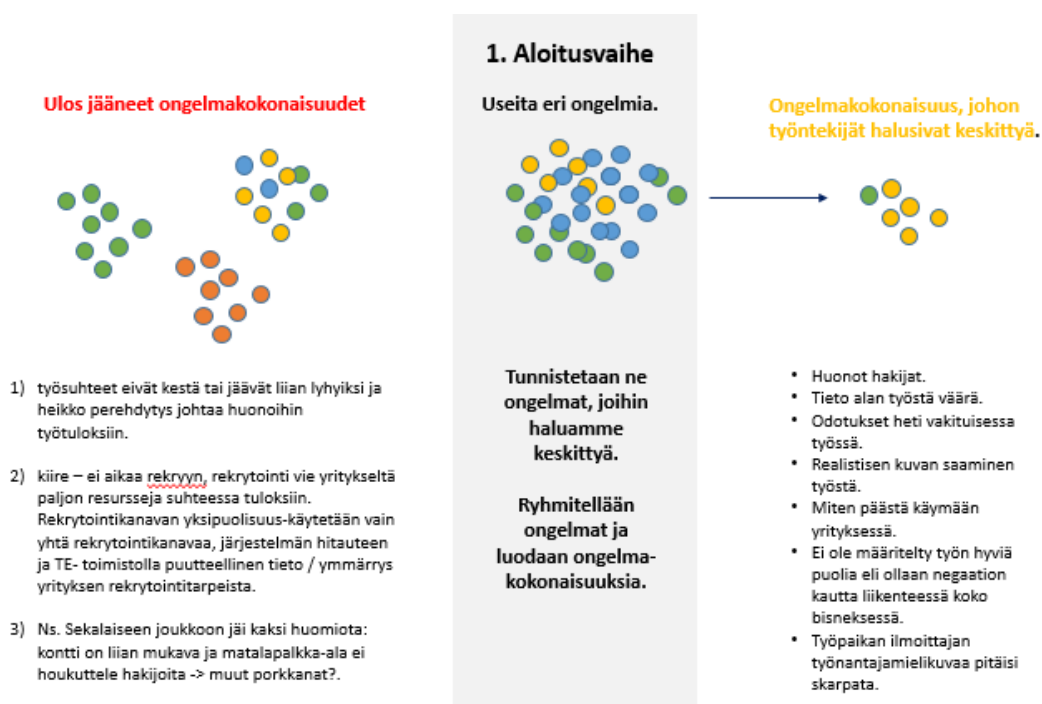 Ulos jääneet ongelmakokonaisuudet
1) työsuhteet eivät kestä tai jäävät liian lyhyiksi ja
heikko perehdytys johtaa huonoihin
työtuloksiin.
2) kiire – ei aikaa rekryyn, rekrytointi vie yritykseltä
paljon resursseja suhteessa tuloksiin.
Rekrytointikanavan yksipuolisuus-käytetään vain
yhtä rekrytointikanavaa, järjestelmän hitauteen
ja TE- toimistolla puutteellinen tieto / ymmärrys
yrityksen rekrytointitarpeista.
3) Ns. Sekalaiseen joukkoon jäi kaksi huomiota:
kontti on liian mukava ja matalapalkka-ala ei
houkuttele hakijoita -> muut porkkanat?.
1. Aloitusvaihe
Useita eri ongelmia.
Tunnistetaan ne
ongelmat, joihin
haluamme
keskittyä.
Ryhmitellään
ongelmat ja
luodaan ongelma-
kokonaisuuksia.
Ongelmakokonaisuus, johon
työntekijät halusivat keskittyä.
• Huonot hakijat.
• Tieto alan työstä väärä.
• Odotukset heti vakituisessa
työssä.
• Realistisen kuvan saaminen
työstä.
• Miten päästä käymään
yrityksessä.
• Ei ole määritelty työn hyviä
puolia eli ollaan negaation
kautta liikenteessä koko
bisneksessä.
• Työpaikan ilmoittajan
työnantajamielikuvaa pitäisi
skarpata.